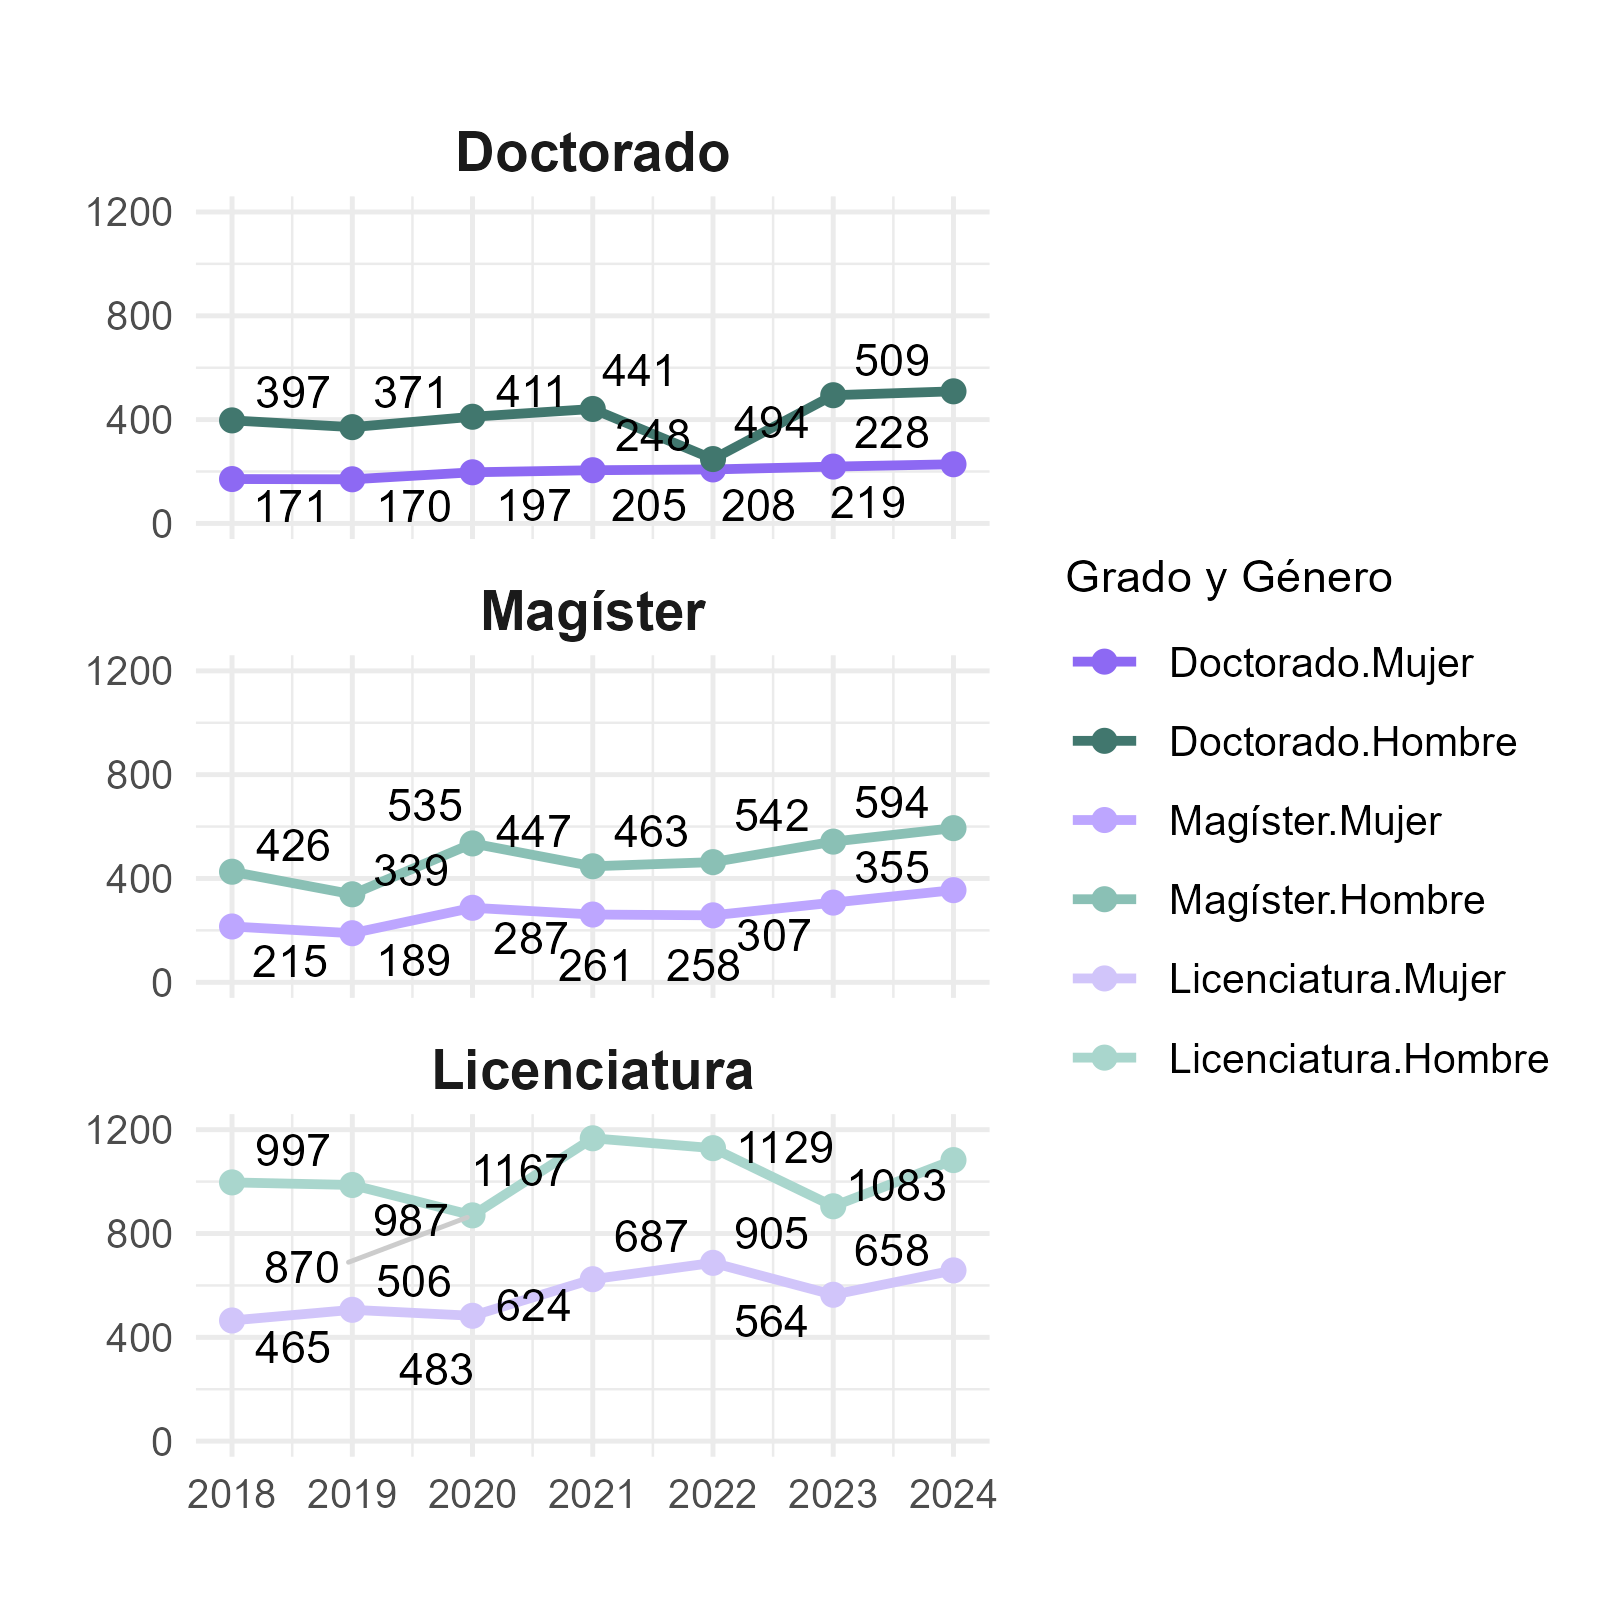 Doctorado
1200
800
400
0
397 371 411 441 248 494 509
171 170 197 205 208 219 228
Magíster
1200
800
400
0
426 339 535 447 463 542 594
215 189 287 261 258 307 355
Licenciatura
1200
800
400
0
997 987 870 1167 1129 905 1083
465 506 483 624 687 564 658
2018 2019 2020 2021 2022 2023 2024
Grado y Género
Doctorado.Mujer
Doctorado.Hombre
Magíster.Mujer
Magíster.Hombre
Licenciatura.Mujer
Licenciatura.Hombre